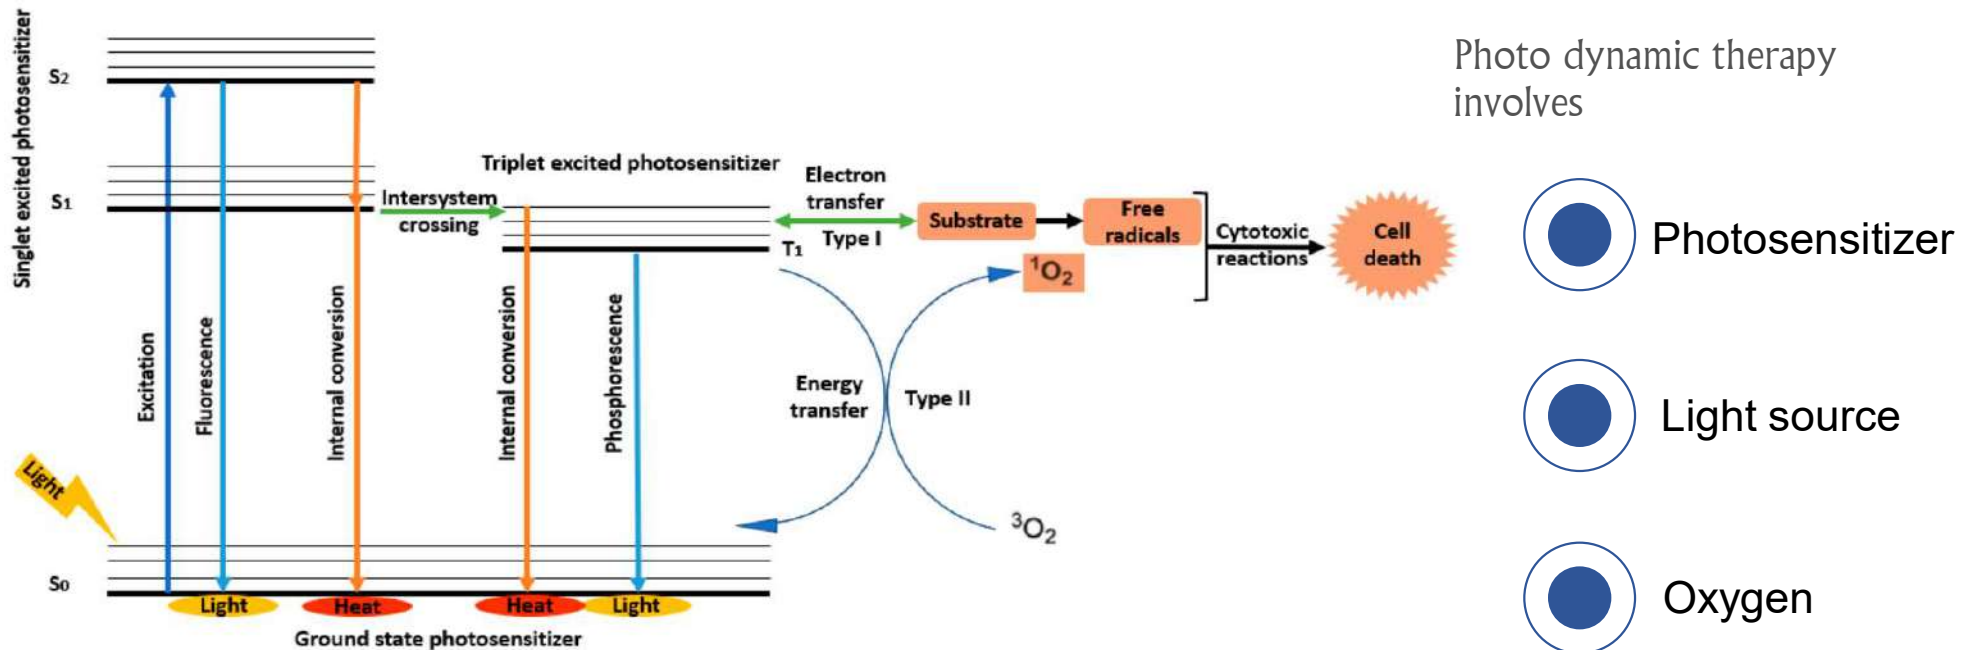 Singlet excited photosensitizer
S2
S1
S0
Excitation
Fluorescence
Internal conversion
Light
Light
Heat
Intersystem
crossing
Triplet excited photosensitizer
T1
Internal conversion
Phosphorescence
Heat
Light
Ground state photosensitizer
Electron
transfer
Type I
Substrate
Free
radicals
¹O₂
Cytotoxic
reactions
Cell
death
Energy
transfer
Type II
³O₂
Photo dynamic therapy
involves
Photosensitizer
Light source
Oxygen